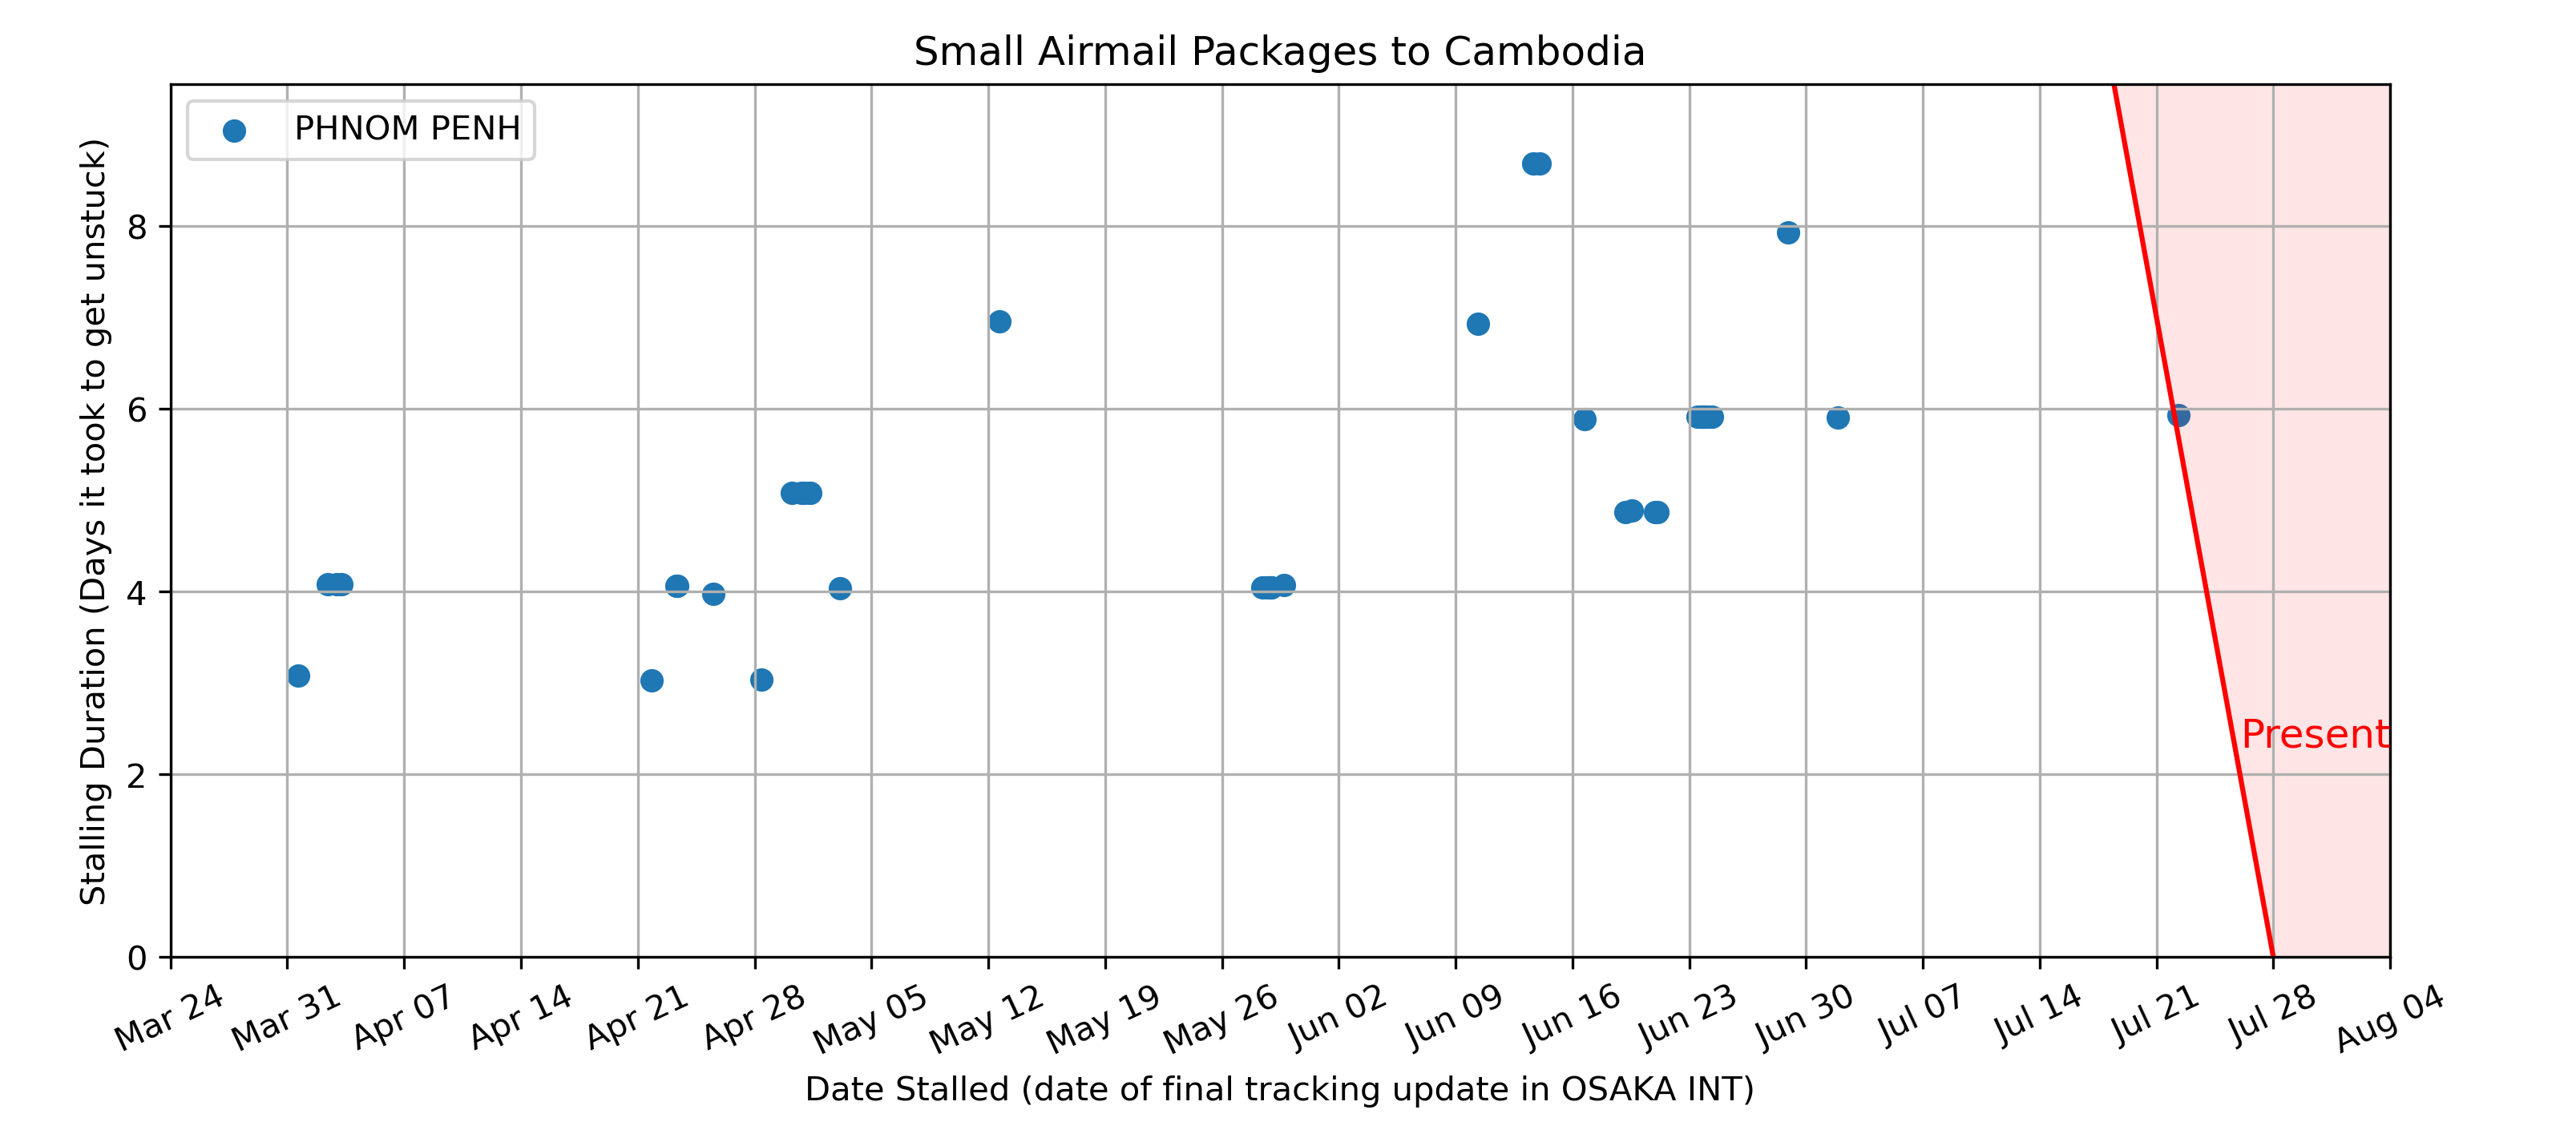 Small Airmail Packages to Cambodia
PHNOM PENH
Stalling Duration (Days it took to get unstuck)
8
6
4
2
0
Present
Mar 24
Mar 31
Apr 07
Apr 14
Apr 21
Apr 28
May 05
May 12
May 19
May 26
Jun 02
Jun 09
Jun 16
Jun 23
Jun 30
Jul 07
Jul 14
Jul 21
Jul 28
Aug 04
Date Stalled (date of final tracking update in OSAKA INT)